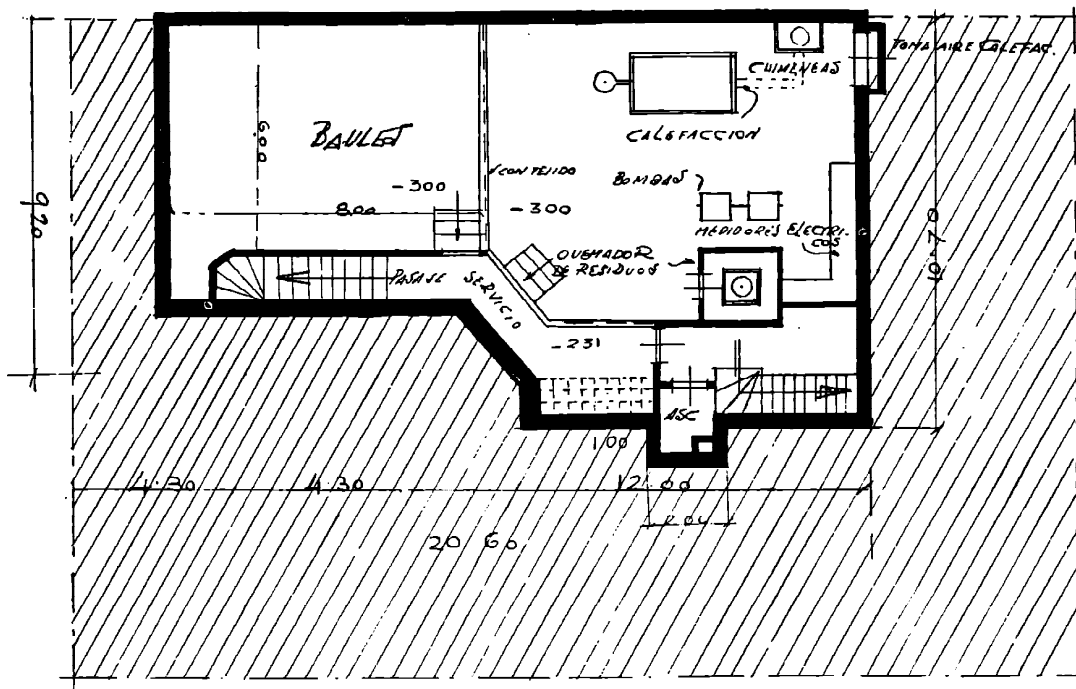 TOMA AIRE CALEFAC.
CHIMENEAS
CALEFACCION
BAULES
6.00
S/CON TEJIDO
-300
8.00
-300
BOMBAS
MEDIDORES ELECTRI-
COS
QUEMADOR
DE RESIDUOS
PASAJE
SERVICIO
-231
ASC
1.00
9.20
10.70
4.30
4.30
12.00
2.04
20 60